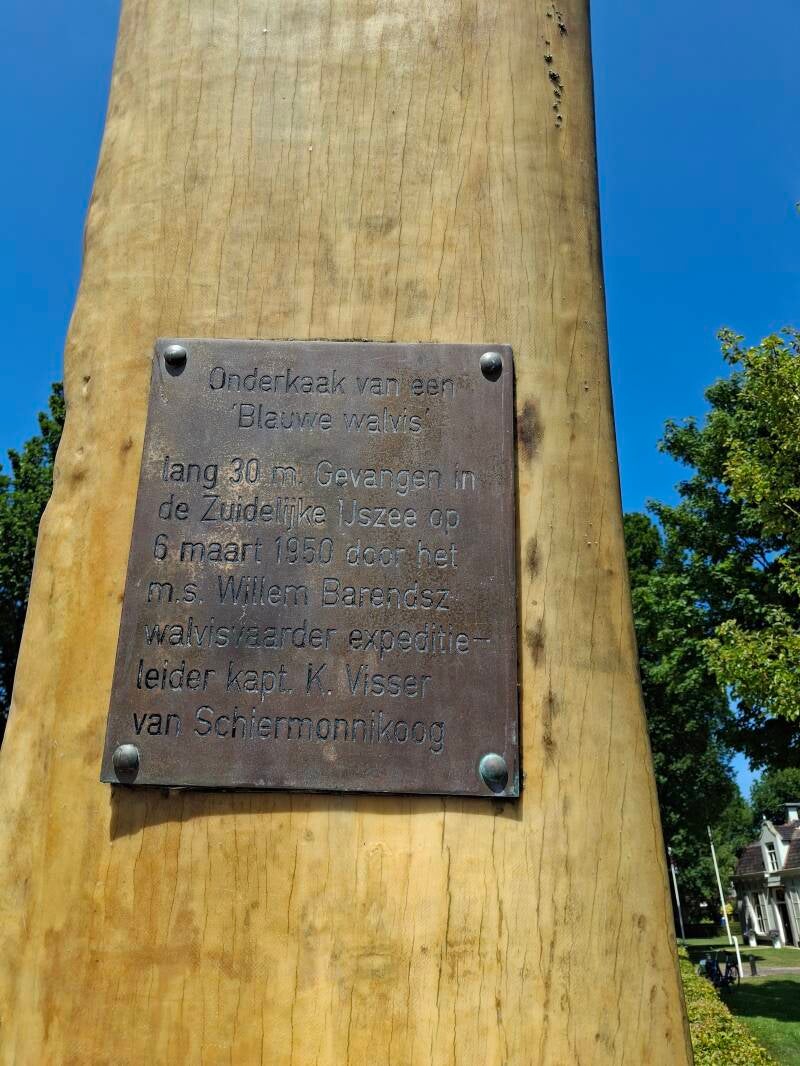 Onderkaak van een
'Blauwe walvis'
lang 30 m. Gevangen in
de Zuidelijke IJszee op
6 maart 1950 door het
m.s. Willem Barendsz
walvisvaarder expeditie-
leider kapt. K. Visser
van Schiermonnikoog